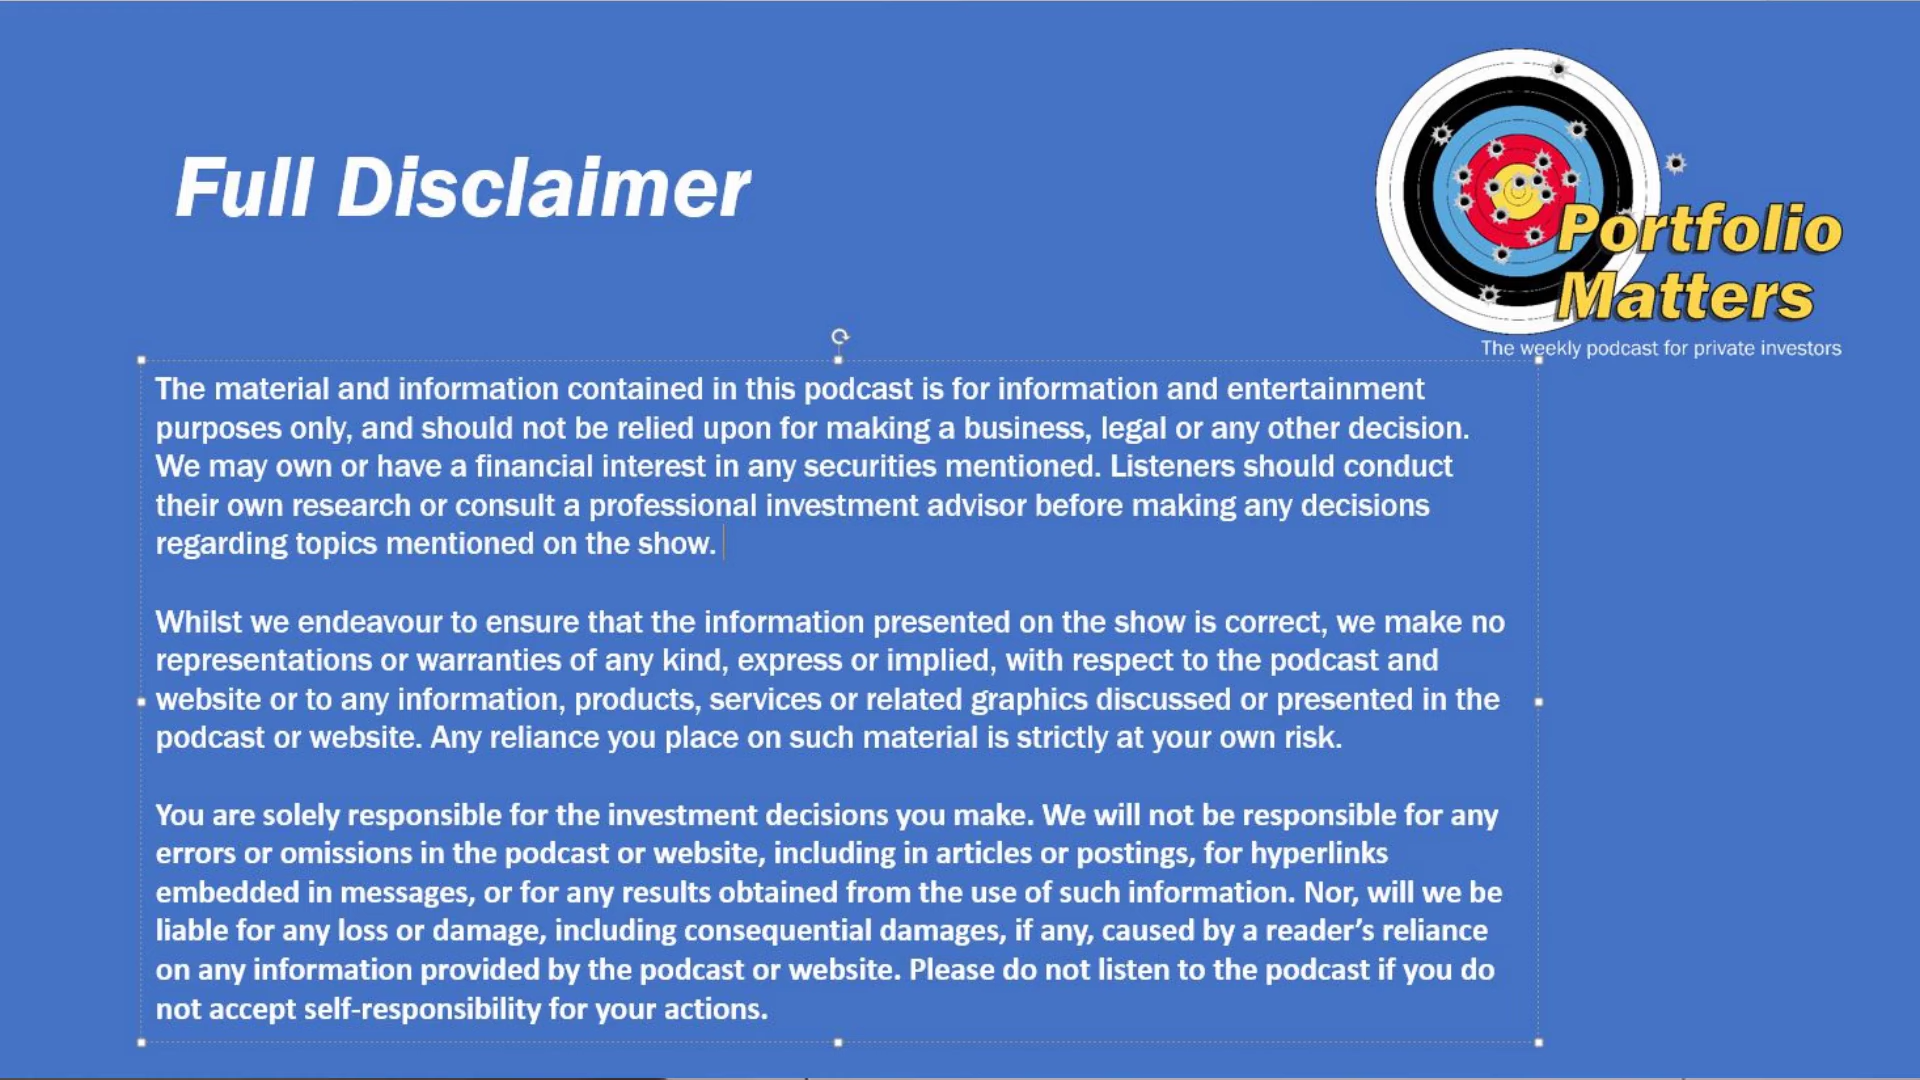 Full Disclaimer
Portfolio
Matters
The weekly podcast for private investors
The material and information contained in this podcast is for information and entertainment
purposes only, and should not be relied upon for making a business, legal or any other decision.
We may own or have a financial interest in any securities mentioned. Listeners should conduct
their own research or consult a professional investment advisor before making any decisions
regarding topics mentioned on the show.
Whilst we endeavour to ensure that the information presented on the show is correct, we make no
representations or warranties of any kind, express or implied, with respect to the podcast and
website or to any information, products, services or related graphics discussed or presented in the
podcast or website. Any reliance you place on such material is strictly at your own risk.
You are solely responsible for the investment decisions you make. We will not be responsible for any
errors or omissions in the podcast or website, including in articles or postings, for hyperlinks
embedded in messages, or for any results obtained from the use of such information. Nor, will we be
liable for any loss or damage, including consequential damages, if any, caused by a reader’s reliance
on any information provided by the podcast or website. Please do not listen to the podcast if you do
not accept self-responsibility for your actions.